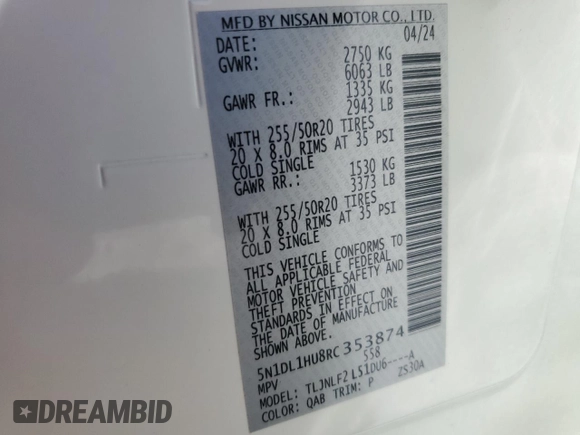 MFD BY NISSAN MOTOR CO.,LTD.
DATE: 04/24
GVWR: 2750 KG
6063 LB
GAWR FR.: 1335 KG
2943 LB
WITH 255/50R20 TIRES
20 X 8.0 RIMS AT 35 PSI
COLD SINGLE
GAWR RR.: 1530 KG
3373 LB
WITH 255/50R20 TIRES
20 X 8.0 RIMS AT 35 PSI
COLD SINGLE
THIS VEHICLE CONFORMS TO
ALL APPLICABLE FEDERAL
MOTOR VEHICLE SAFETY AND
THEFT PREVENTION
STANDARDS IN EFFECT ON
THE DATE OF MANUFACTURE
SHOWN ABOVE.
5N1DL1HU8RC353874
MPV 558
MODEL: TLJNLF2 LS1DU6----A
COLOR: QAB TRIM: P ZS30A
DREAMBID DREAMBID